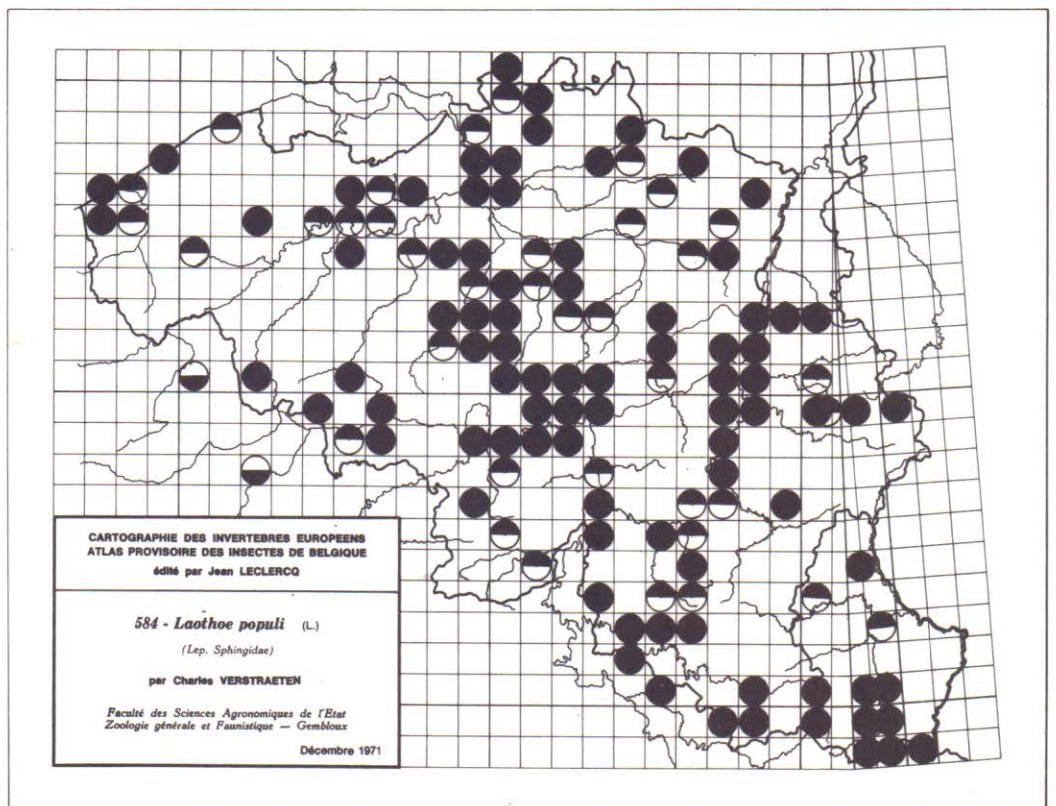 CARTOGRAPHIE DES INVERTEBRES EUROPEENS
ATLAS PROVISOIRE DES INSECTES DE BELGIQUE
édité par Jean LECLERCQ
584 - Laothoe populi (L.)
(Lep. Sphingidae)
par Charles VERSTRAETEN
Faculté des Sciences Agronomiques de l'Etat
Zoologie générale et Faunistique — Gembloux
Décembre 1971